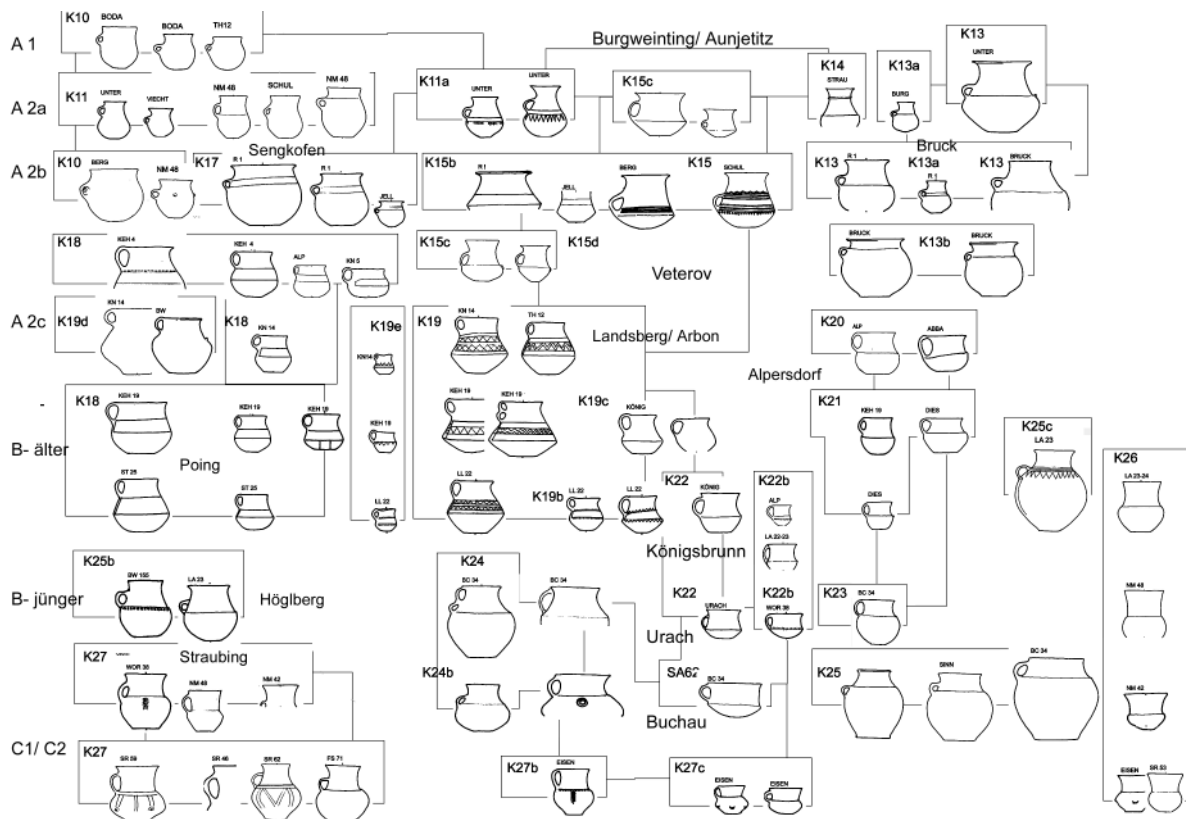 K10 BODA BODA TH12
A 1
Burgweinting/ Aunjetitz
K13
UNTER
K11 UNTER VIECHT NM 48 SCHUL NM 48
A 2a
K11a UNTER UNTER
K15c
K14
STRAU
K13a
BURG
Sengkofen
Bruck
A 2b
K10 BERG NM 48
K17 R 1 R 1 JELL
K15b R I JELL BERG K15 SCHUL
K13 R 1 K13a R 1 K13 BRUCK
K18 KEH 4 KEH 4 ALP KN 5
K15c K15d
BRUCK K13b BRUCK
Veterov
A 2c
K19d KN 14 BW
K18 KN 14
K19e KN14
K19 KN 14 TH 12
Landsberg/ Arbon
K20 ALP ABBA
Alpersdorf
-
K18 KEH 19 KEH 19 KEH 19
KEH 19
KEH 19 KEH 19 K19c KÖNIG
K21 KEH 19 DIES
K25c
LA 23
B- älter
Poing
ST 25 ST 25
LL 22
LL 22 K19b LL 22 LL 22
K22 KÖNIG
K22b
ALP
LA 22-23
DIES
K26
LA 23-24
Königsbrunn
K25b
BW 155 LA 23
B- jünger
Höglberg
K24
BC 34 BC 34
K22
URACH
K22b
WOR 38
K23 BC 34
NM 48
Urach
Straubing
K27
WOR 38 NM 48 NM 42
K24b
SA62
BC 34
Buchau
K25 SINN BC 34
NM 42
C1/ C2
K27
SR 59 SR 46 SR 62 FS 71
K27b EISEN
K27c
EISEN EISEN
EISEN SR 53